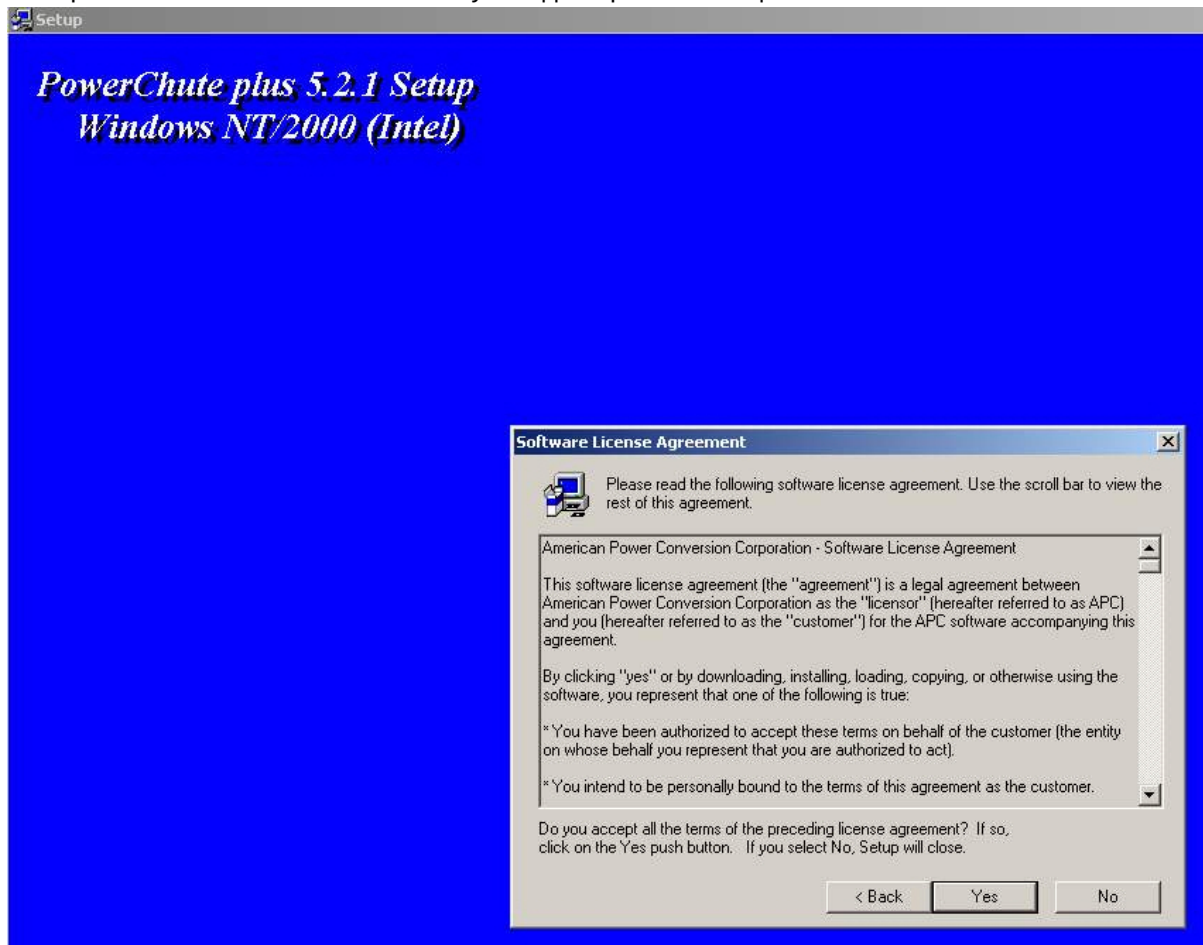 Setup
PowerChute plus 5.2.1 Setup
Windows NT/2000 (Intel)
Software License Agreement
Please read the following software license agreement. Use the scroll bar to view the
rest of this agreement.
American Power Conversion Corporation - Software License Agreement
This software license agreement (the "agreement") is a legal agreement between
American Power Conversion Corporation as the "licensor" (hereafter referred to as APC)
and you (hereafter referred to as the "customer") for the APC software accompanying this
agreement.
By clicking "yes" or by downloading, installing, loading, copying, or otherwise using the
software, you represent that one of the following is true:
* You have been authorized to accept these terms on behalf of the customer (the entity
on whose behalf you represent that you are authorized to act).
* You intend to be personally bound to the terms of this agreement as the customer.
Do you accept all the terms of the preceding license agreement? If so,
click on the Yes push button. If you select No, Setup will close.
< Back Yes No